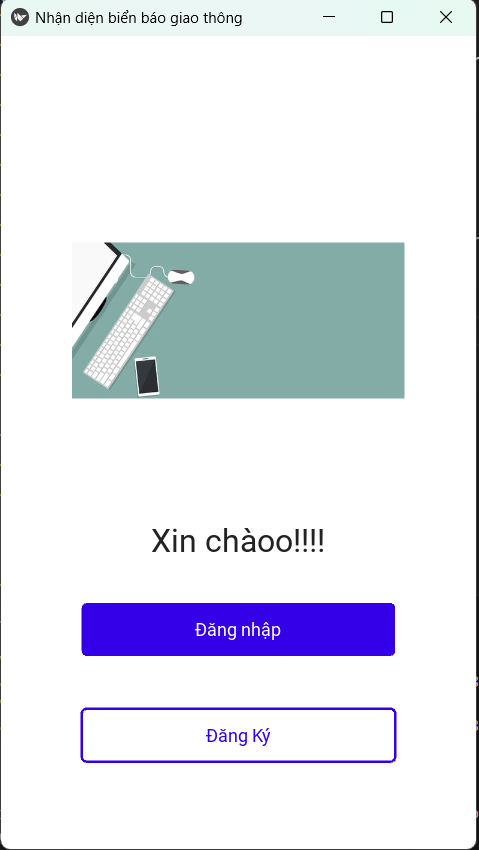 Nhận diện biển báo giao thông
Xin chàoo!!!!
Đăng nhập
Đăng Ký